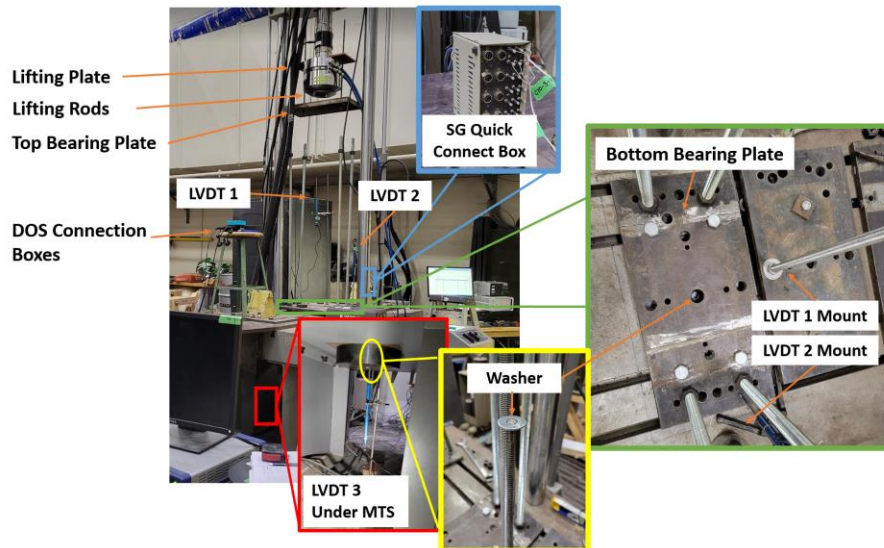 Lifting Plate
Lifting Rods
Top Bearing Plate
LVDT 1
LVDT 2
DOS Connection
Boxes
SG Quick
Connect Box
Bottom Bearing Plate
LVDT 1 Mount
LVDT 2 Mount
Washer
LVDT 3
Under MTS